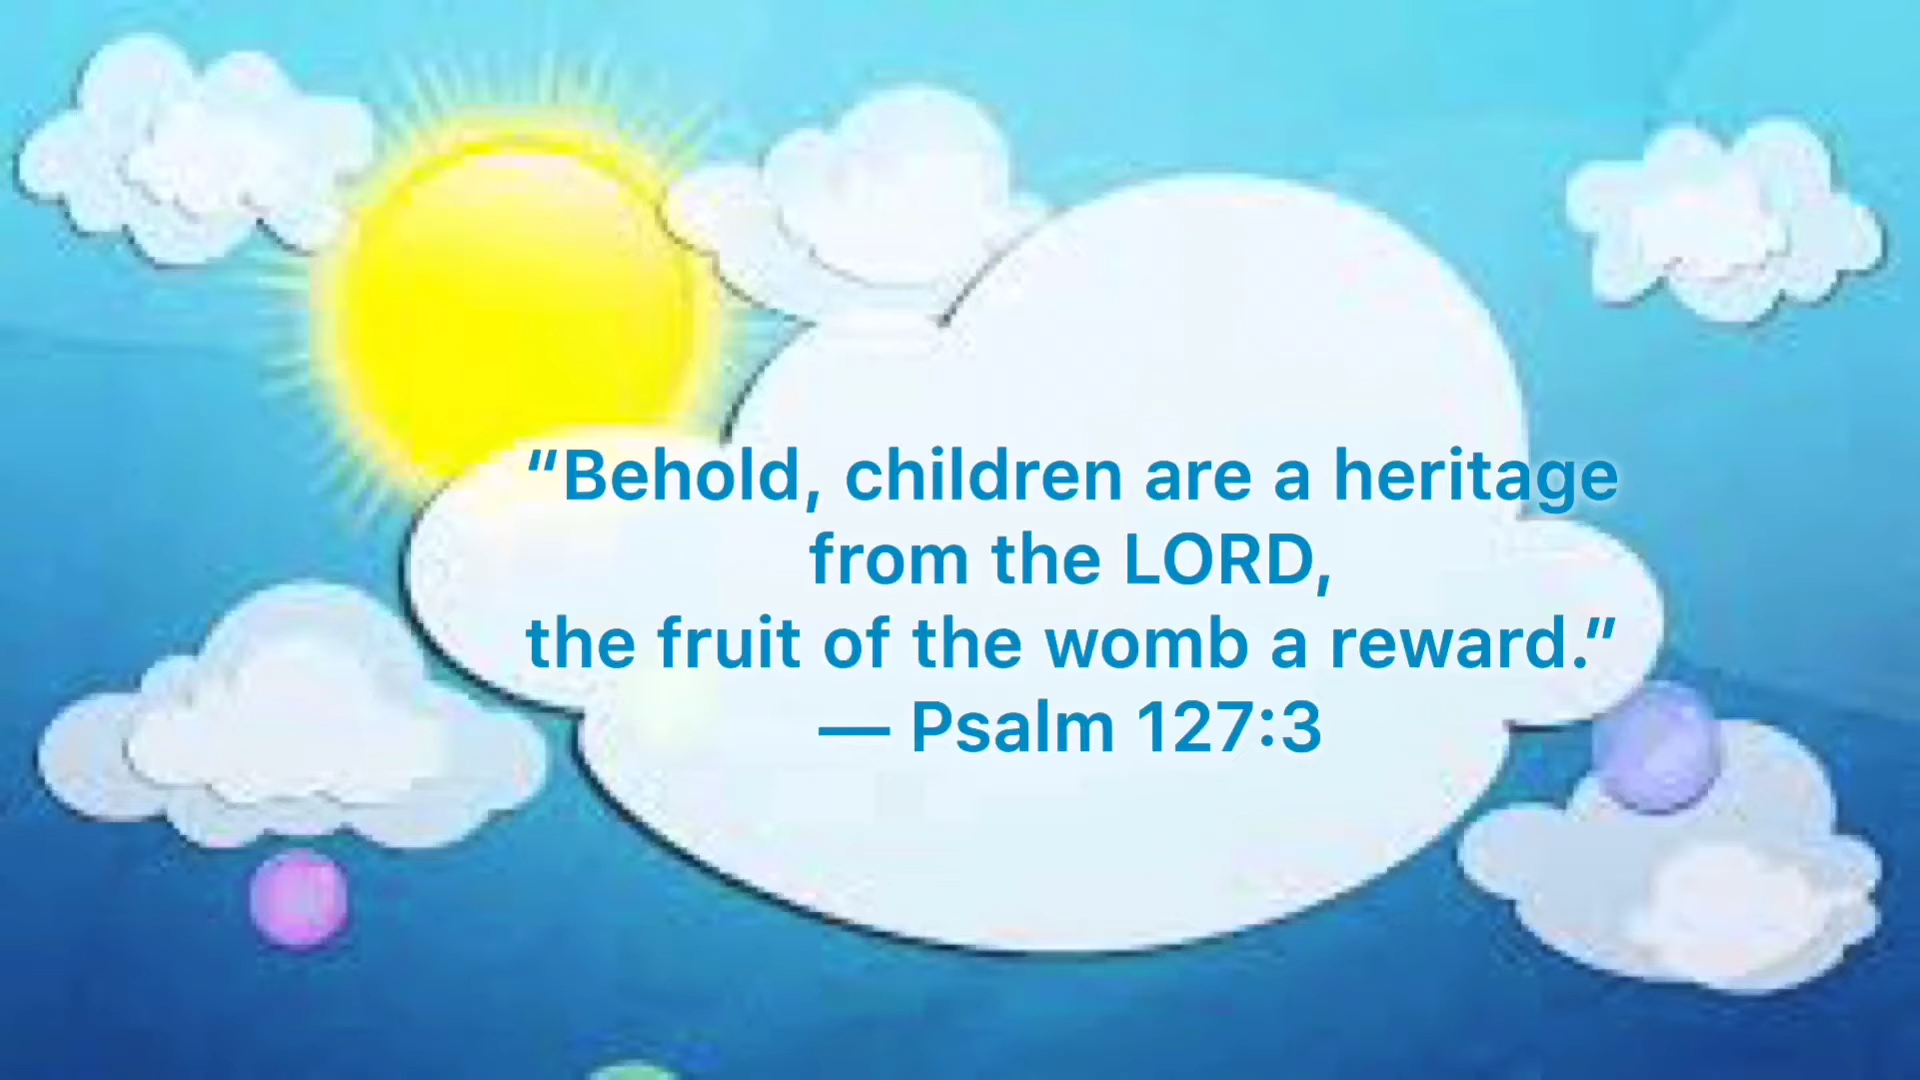 “Behold, children are a heritage
from the LORD,
the fruit of the womb a reward.”
— Psalm 127:3